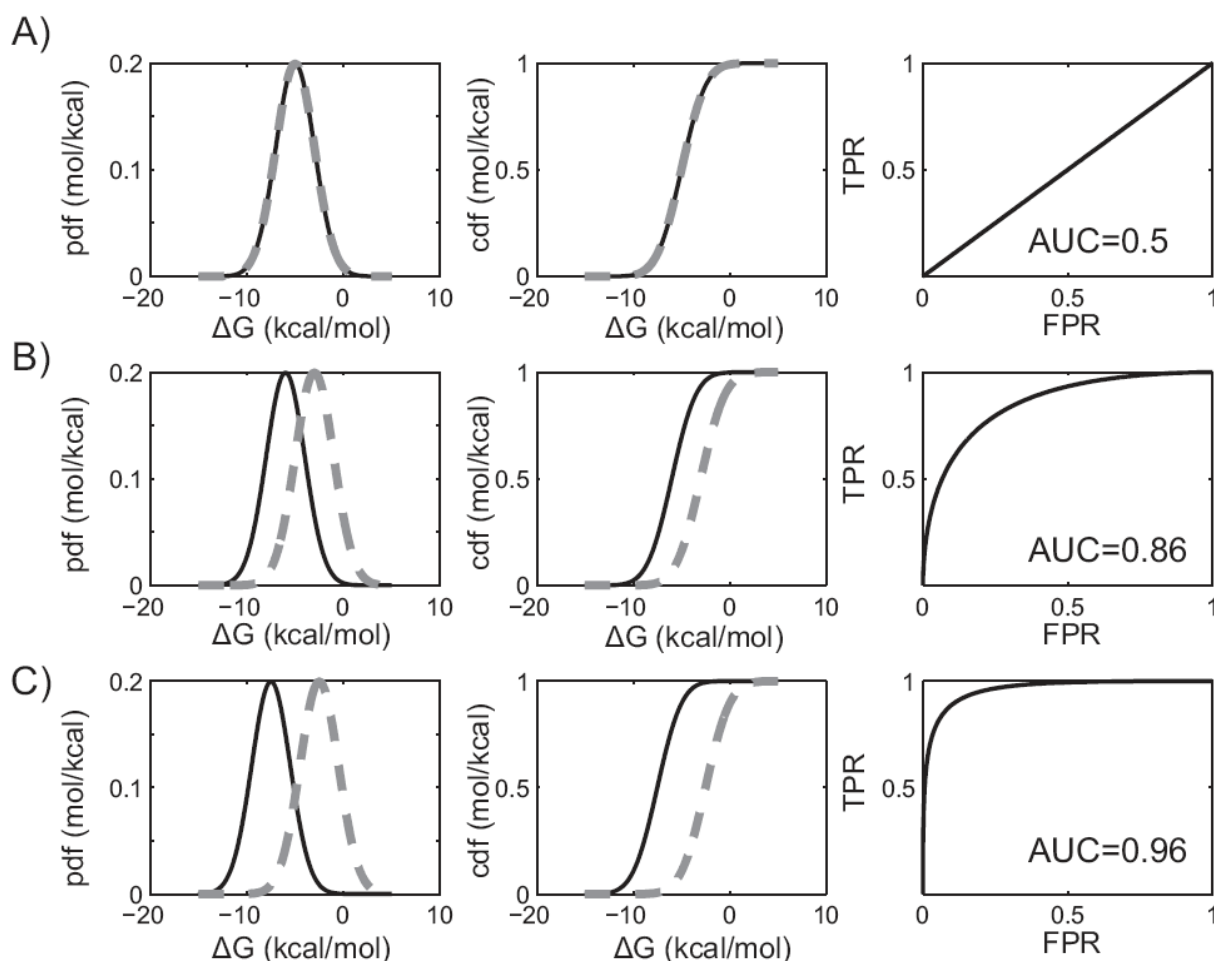 A)
0.2
0.1
0
−20
−10
0
10
pdf (mol/kcal)
ΔG (kcal/mol)
1
0.5
0
−20
−10
0
10
cdf (mol/kcal)
ΔG (kcal/mol)
1
0.5
0
0.5
1
TPR
FPR
AUC=0.5
B)
0.2
0.1
0
−20
−10
0
10
pdf (mol/kcal)
ΔG (kcal/mol)
1
0.5
0
−20
−10
0
10
cdf (mol/kcal)
ΔG (kcal/mol)
1
0.5
0
0.5
1
TPR
FPR
AUC=0.86
C)
0.2
0.1
0
−20
−10
0
10
pdf (mol/kcal)
ΔG (kcal/mol)
1
0.5
0
−20
−10
0
10
cdf (mol/kcal)
ΔG (kcal/mol)
1
0.5
0
0.5
1
TPR
FPR
AUC=0.96